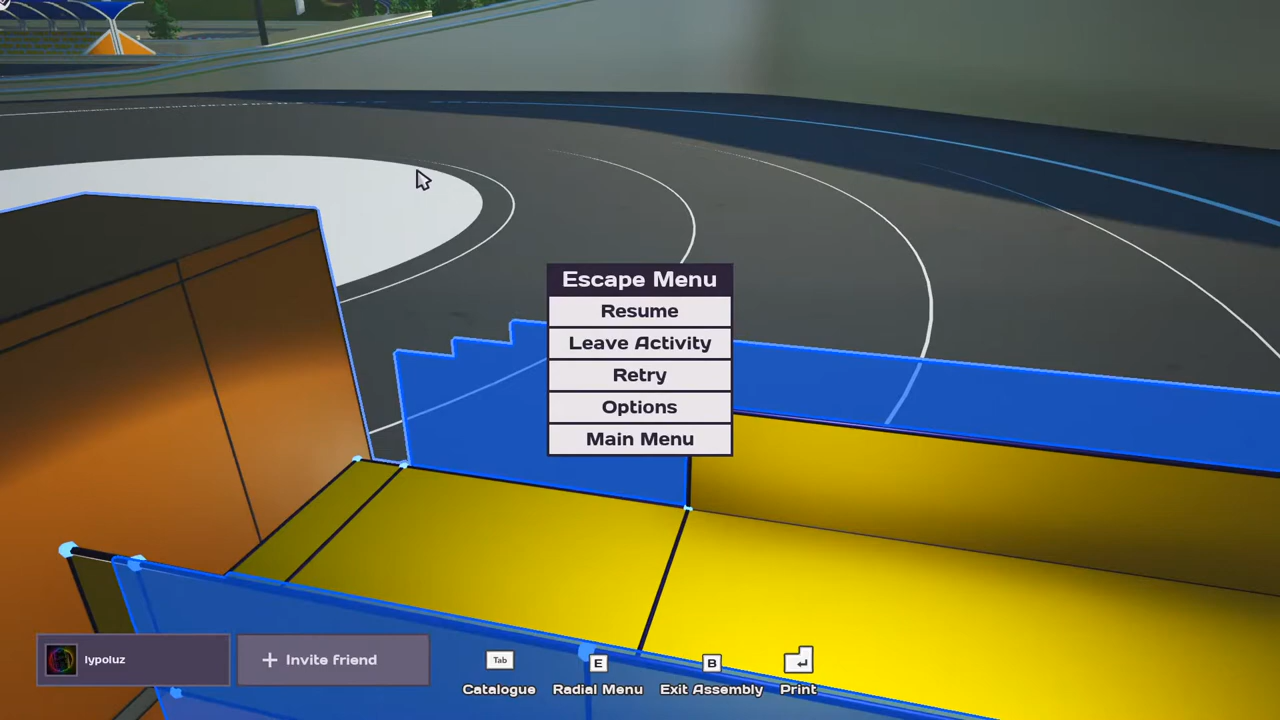 Escape Menu
Resume
Leave Activity
Retry
Options
Main Menu
lypoluz
+ Invite friend
Tab
Catalogue
E
Radial Menu
B
Exit Assembly
Print